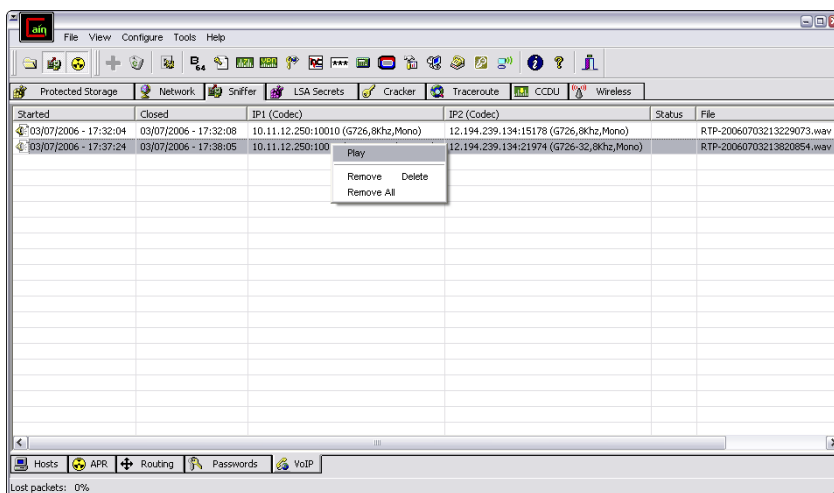 Cain
File View Configure Tools Help
B 64
Protected Storage Network Sniffer LSA Secrets Cracker Traceroute CCDU Wireless
Started Closed IP1 (Codec) IP2 (Codec) Status File
03/07/2006 - 17:32:04 03/07/2006 - 17:32:08 10.11.12.250:10010 (G726,8Khz,Mono) 12.194.239.134:15178 (G726,8Khz,Mono) RTP-20060703213229073.wav
03/07/2006 - 17:37:24 03/07/2006 - 17:38:05 10.11.12.250:100 12.194.239.134:21974 (G726-32,8Khz,Mono) RTP-20060703213820854.wav
Play
Remove Delete
Remove All
Hosts APR Routing Passwords VoIP
Lost packets: 0%